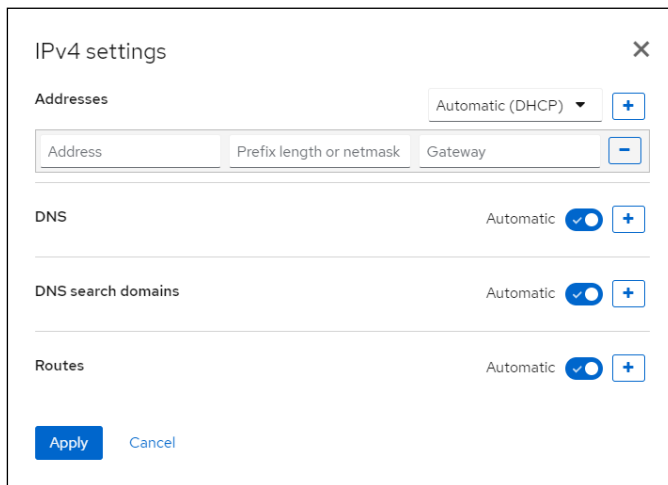 IPv4 settings
Addresses
Automatic (DHCP)
Address
Prefix length or netmask
Gateway
DNS
Automatic
DNS search domains
Automatic
Routes
Automatic
Apply
Cancel